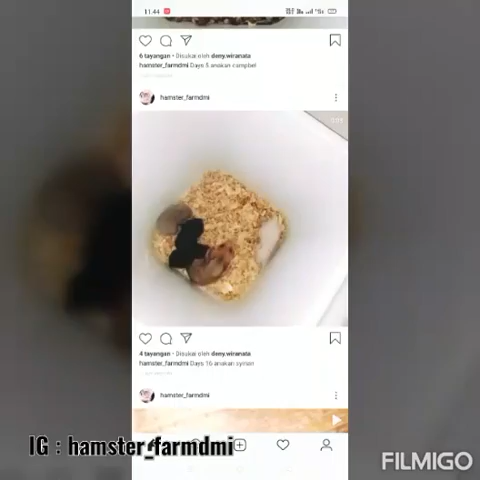 11.44
6 tayangan • Disukai oleh deny.wiranata
hamster_farmdmi Days 5 anakan campbel
hamster_farmdmi
4 tayangan • Disukai oleh deny.wiranata
hamster_farmdmi Days 16 anakan syrian
hamster_farmdmi
IG : hamster_farmdmi
FILMIGO